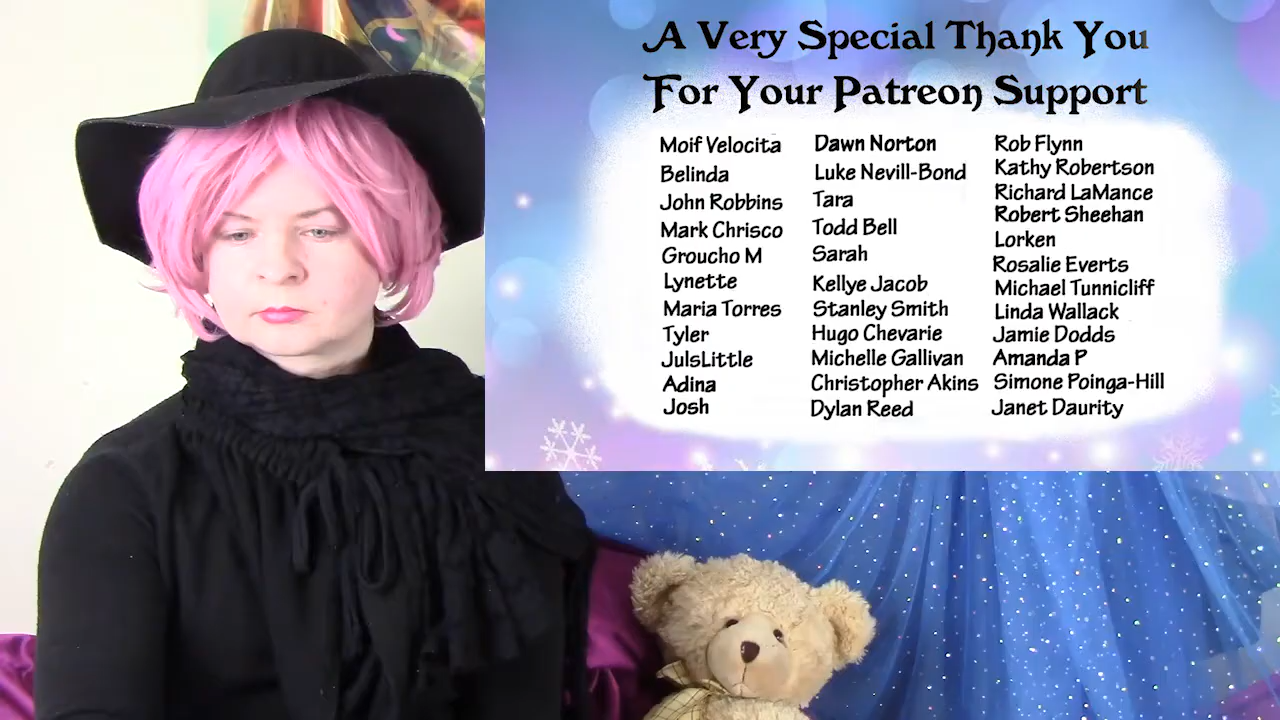 A Very Special Thank You
For Your Patreon Support
Moif Velocita
Belinda
John Robbins
Mark Chrisco
Groucho M
Lynette
Maria Torres
Tyler
JulsLittle
Adina
Josh
Dawn Norton
Luke Nevill-Bond
Tara
Todd Bell
Sarah
Kellye Jacob
Stanley Smith
Hugo Chevarie
Michelle Gallivan
Christopher Akins
Dylan Reed
Rob Flynn
Kathy Robertson
Richard LaMance
Robert Sheehan
Lorken
Rosalie Everts
Michael Tunnicliff
Linda Wallack
Jamie Dodds
Amanda P
Simone Poinga-Hill
Janet Daurity